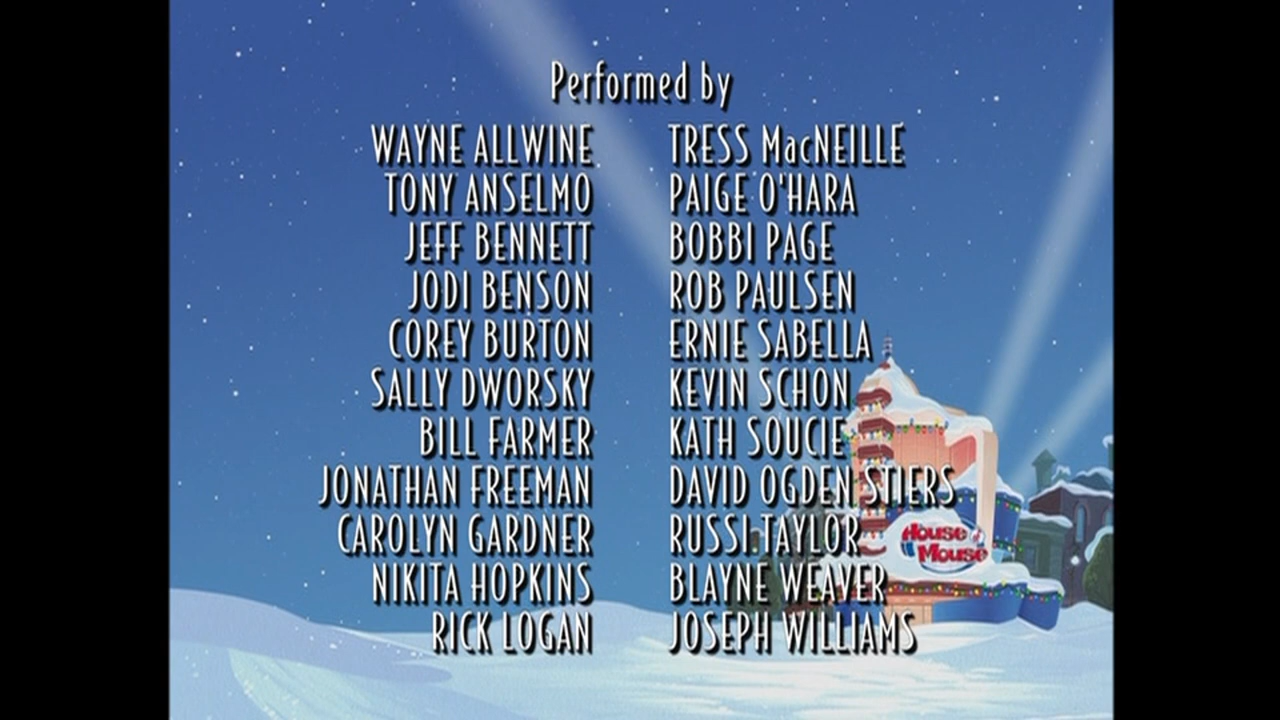 Performed by
WAYNE ALLWINE
TONY ANSELMO
JEFF BENNETT
JODI BENSON
COREY BURTON
SALLY DWORSKY
BILL FARMER
JONATHAN FREEMAN
CAROLYN GARDNER
NIKITA HOPKINS
RICK LOGAN
TRESS MacNEILLE
PAIGE O'HARA
BOBBI PAGE
ROB PAULSEN
ERNIE SABELLA
KEVIN SCHON
KATH SOUCIE
DAVID OGDEN STIERS
RUSSI TAYLOR
BLAYNE WEAVER
JOSEPH WILLIAMS
House
Mouse